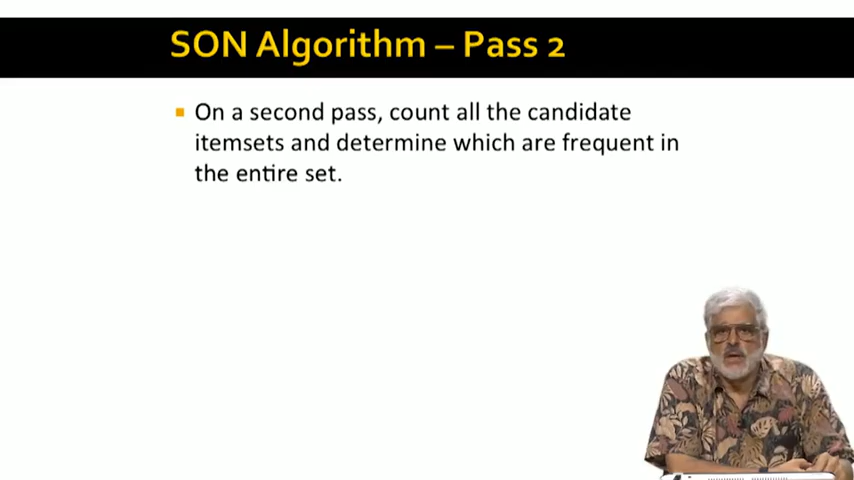 SON Algorithm – Pass 2
On a second pass, count all the candidate
itemsets and determine which are frequent in
the entire set.